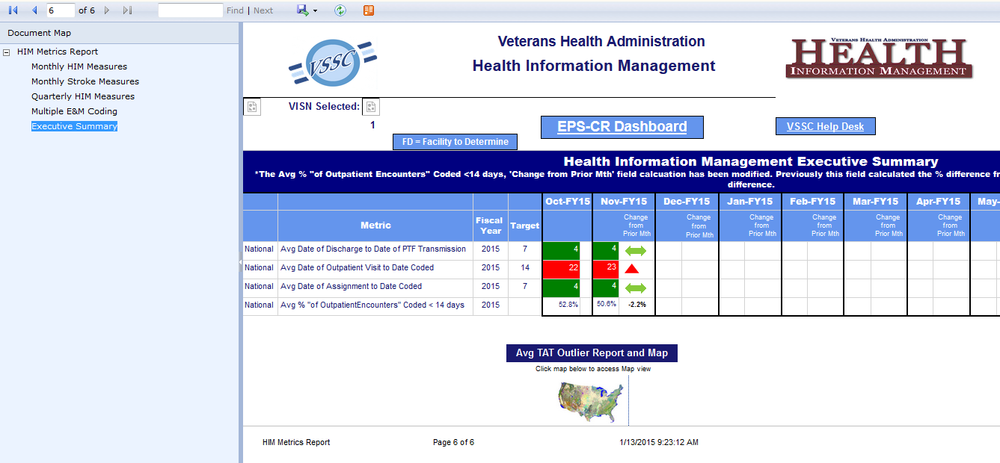 6 of 6 Find | Next
Document Map
HIM Metrics Report
Monthly HIM Measures
Monthly Stroke Measures
Quarterly HIM Measures
Multiple E&M Coding
Executive Summary
VSSC
Veterans Health Administration
Health Information Management
VETERANS HEALTH ADMINISTRATION
HEALTH
INFORMATION MANAGEMENT
VISN Selected:
1
EPS-CR Dashboard
VSSC Help Desk
FD = Facility to Determine
Health Information Management Executive Summary
*The Avg % "of Outpatient Encounters" Coded <14 days, 'Change from Prior Mth' field calcuation has been modified. Previously this field calculated the % difference fr
difference.
Oct-FY15 Nov-FY15 Dec-FY15 Jan-FY15 Feb-FY15 Mar-FY15 Apr-FY15 May-
Metric Fiscal Year Target Change from Prior Mth Change from Prior Mth Change from Prior Mth Change from Prior Mth Change from Prior Mth Change from Prior Mth
National Avg Date of Discharge to Date of PTF Transmission 2015 7 4 4
National Avg Date of Outpatient Visit to Date Coded 2015 14 22 23
National Avg Date of Assignment to Date Coded 2015 7 4 4
National Avg % "of OutpatientEncounters" Coded < 14 days 2015 52.8% 50.6% -2.2%
Avg TAT Outlier Report and Map
Click map below to access Map view
HIM Metrics Report Page 6 of 6 1/13/2015 9:23:12 AM